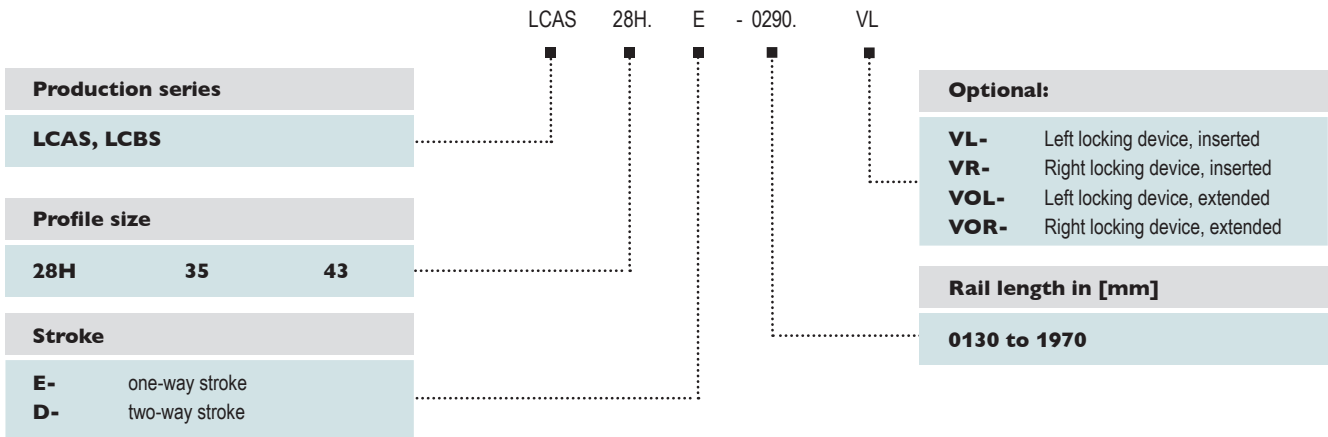 LCAS 28H. E - 0290. VL
Production series
LCAS, LCBS
Profile size
28H 35 43
Stroke
E- one-way stroke
D- two-way stroke
Optional:
VL- Left locking device, inserted
VR- Right locking device, inserted
VOL- Left locking device, extended
VOR- Right locking device, extended
Rail length in [mm]
0130 to 1970